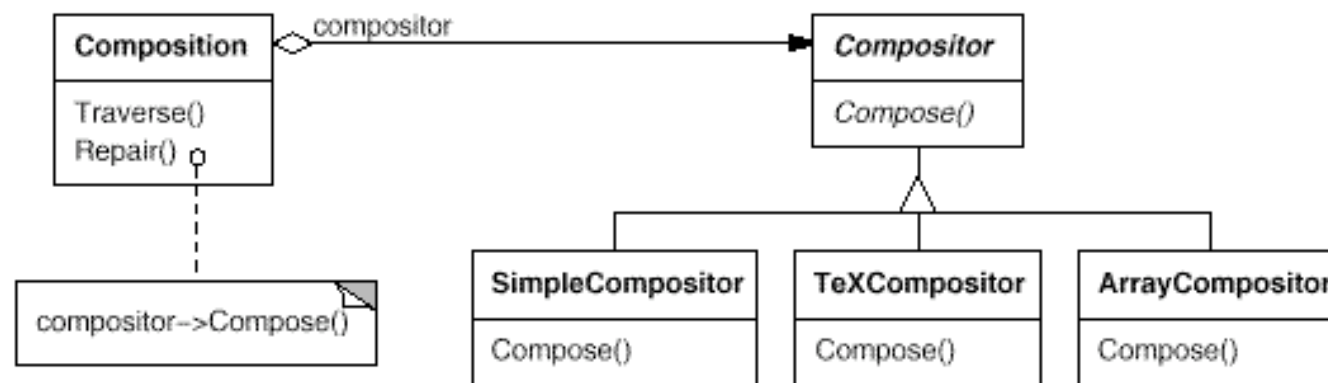 Composition
Traverse()
Repair()
compositor
Compositor
Compose()
compositor->Compose()
SimpleCompositor
Compose()
TeXCompositor
Compose()
ArrayCompositor
Compose()